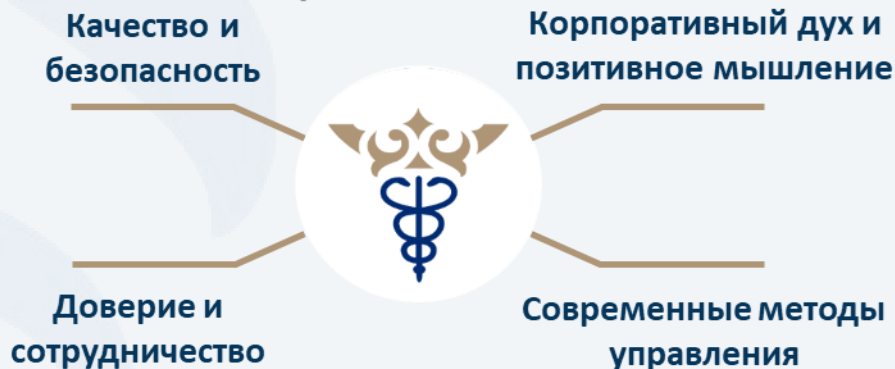 Качество и
безопасность
Корпоративный дух и
позитивное мышление
Доверие и
сотрудничество
Современные методы
управления